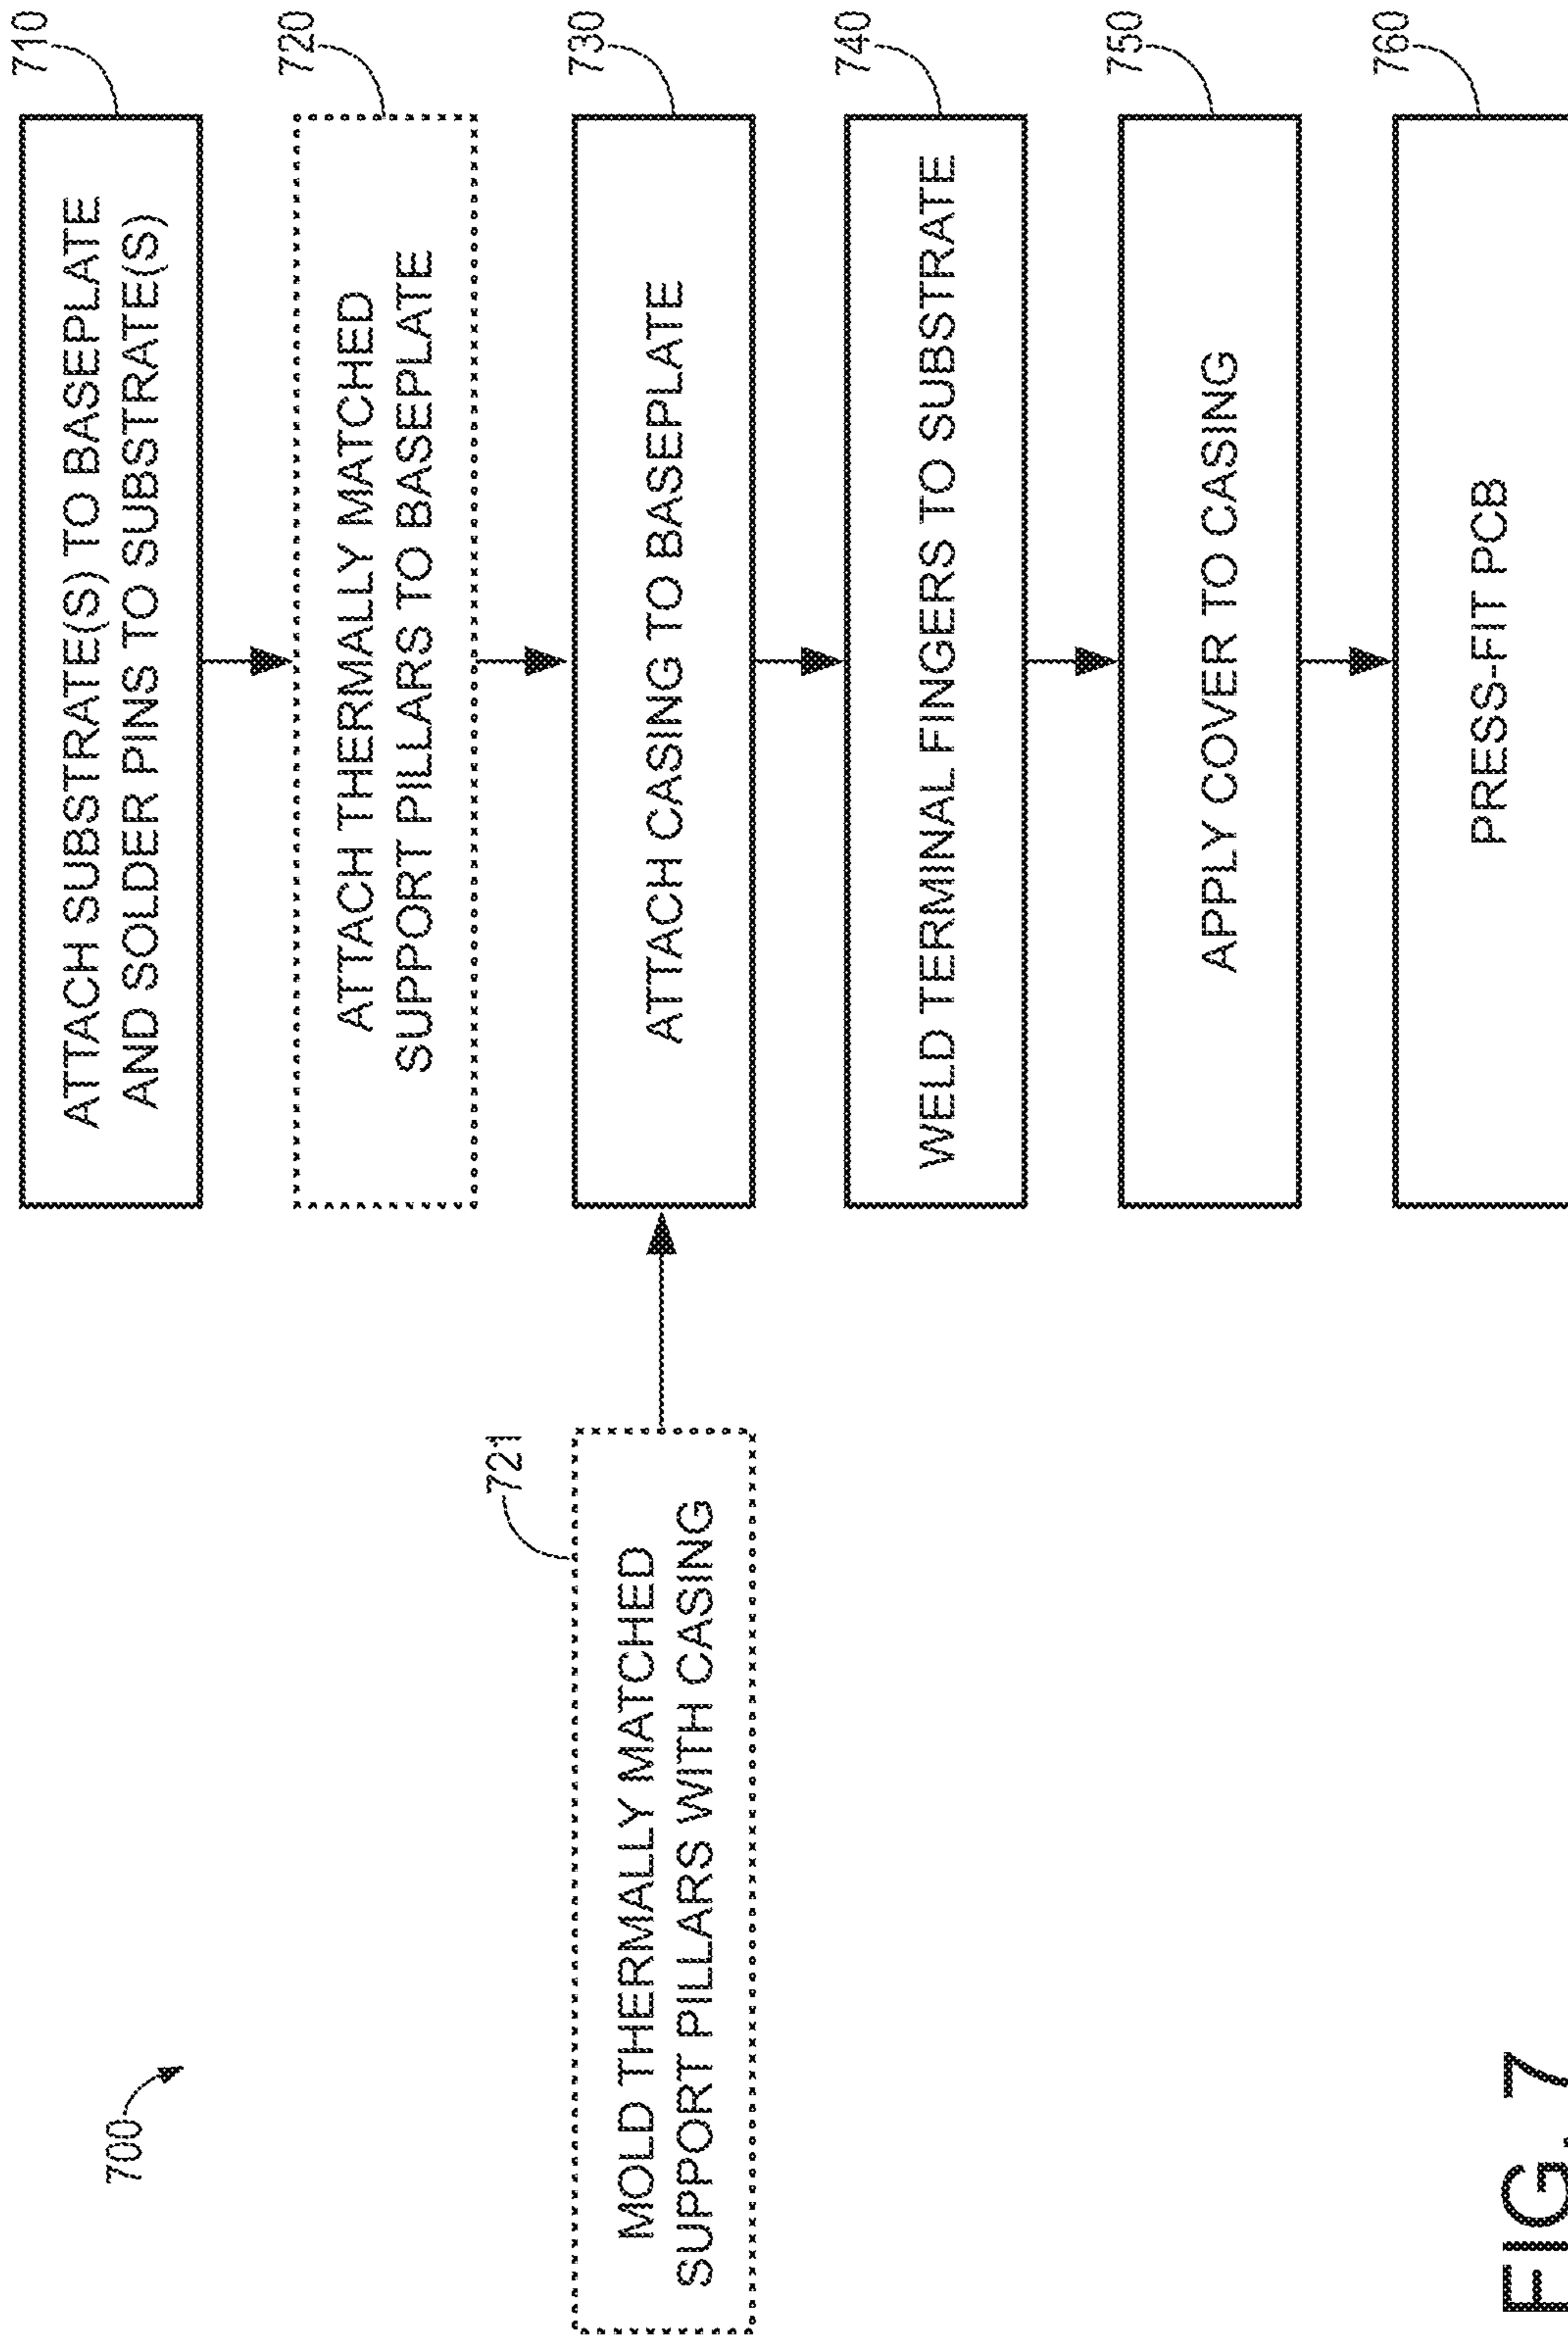 700
ATTACH SUBSTRATE(S) TO BASEPLATE
AND SOLDER PINS TO SUBSTRATE(S)
710
ATTACH THERMALLY MATCHED
SUPPORT PILLARS TO BASEPLATE
720
MOLD THERMALLY MATCHED
SUPPORT PILLARS WITH CASING
721
ATTACH CASING TO BASEPLATE
730
WELD TERMINAL FINGERS TO SUBSTRATE
740
APPLY COVER TO CASING
750
PRESS-FIT PCB
760
FIG. 7